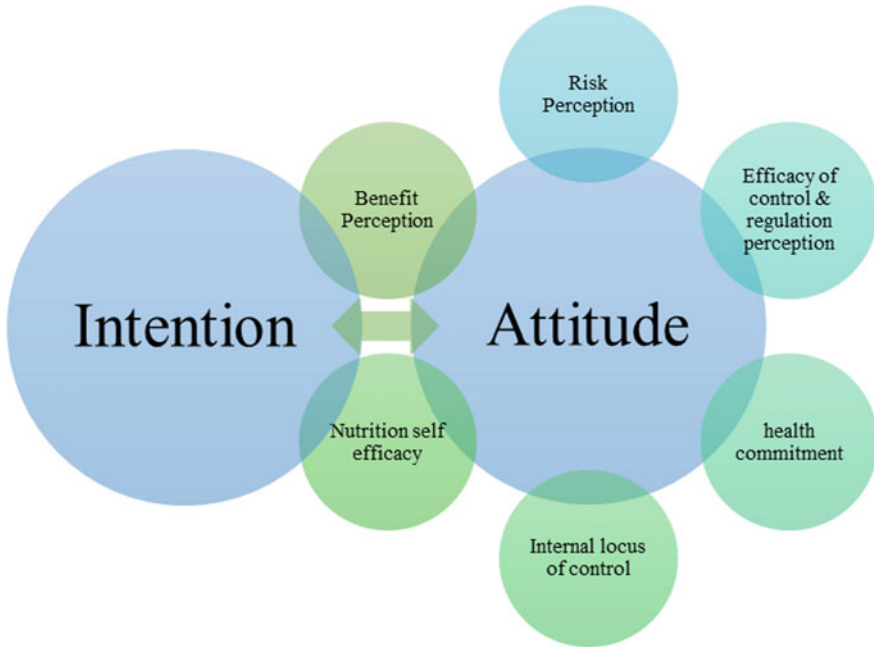 Risk
Perception
Benefit
Perception
Efficacy of
control &
regulation
perception
Intention
Attitude
Nutrition self
efficacy
health
commitment
Internal locus
of control